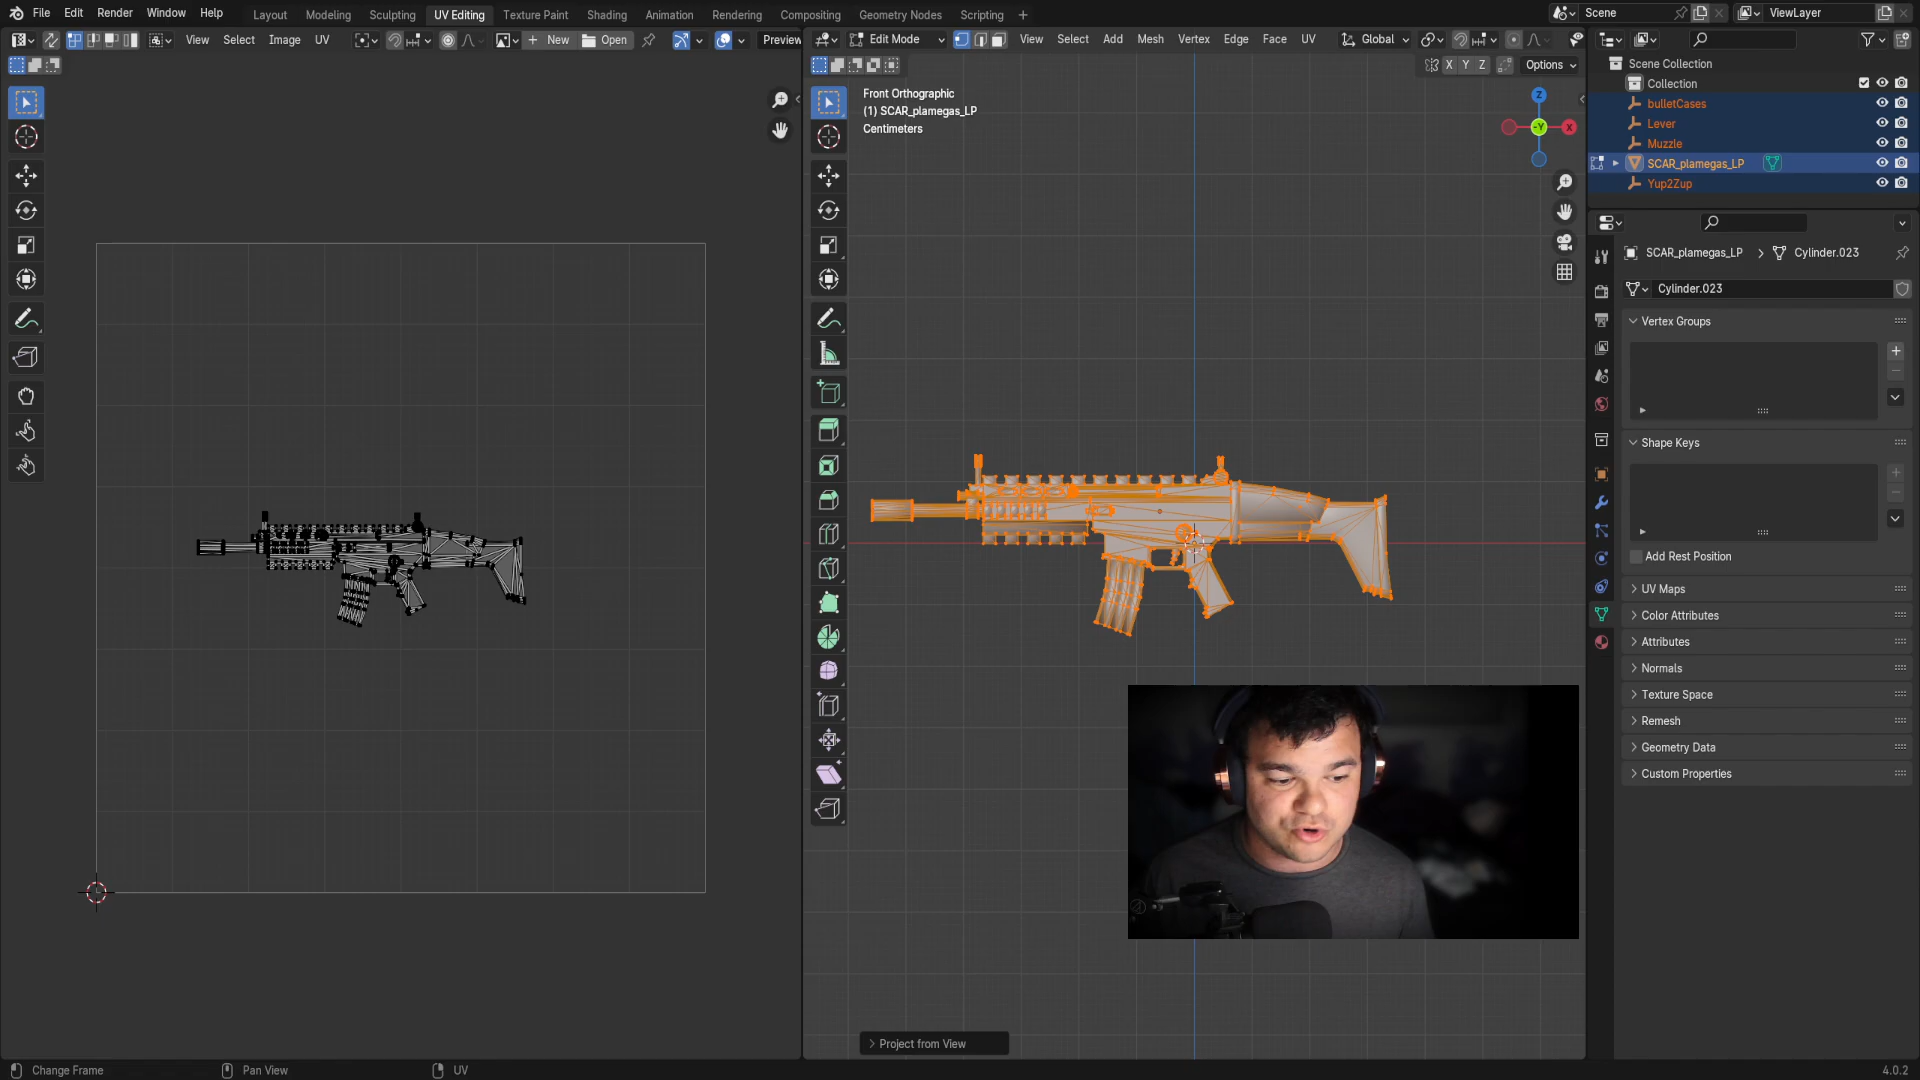 File Edit Render Window Help Layout Modeling Sculpting UV Editing Texture Paint Shading Animation Rendering Compositing Geometry Nodes Scripting + Scene ViewLayer
View Select Image UV + New Open Preview Edit Mode View Select Add Mesh Vertex Edge Face UV Global
X Y Z Options
Front Orthographic
(1) SCAR_plamegas_LP
Centimeters
Z
-Y
X
Scene Collection
Collection
bulletCases
Lever
Muzzle
SCAR_plamegas_LP
Yup2Zup
SCAR_plamegas_LP > Cylinder.023
Cylinder.023
Vertex Groups
Shape Keys
Add Rest Position
UV Maps
Color Attributes
Attributes
Normals
Texture Space
Remesh
Geometry Data
Custom Properties
Project from View
Change Frame Pan View UV 4.0.2